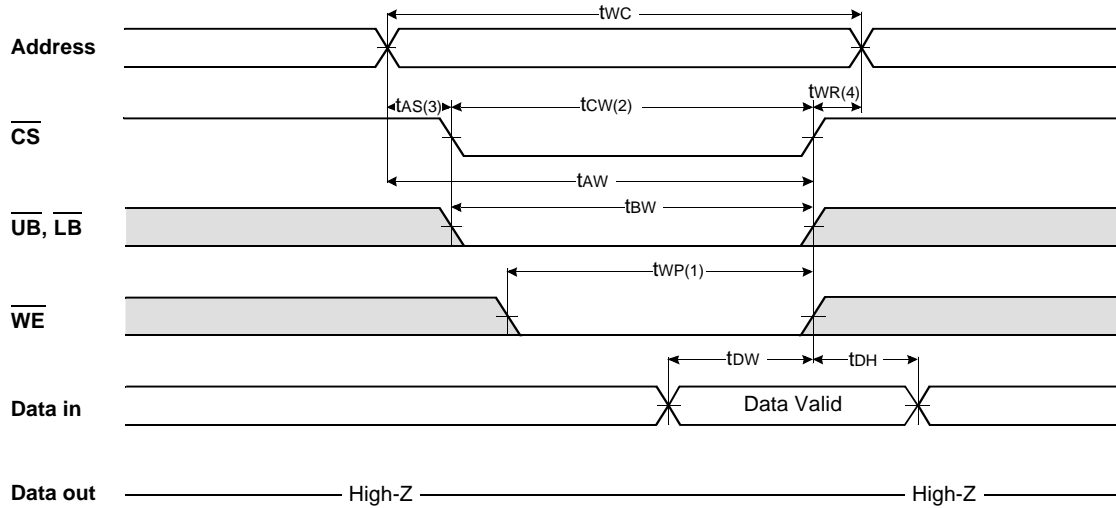 tWC
Address
tAS(3)
tCW(2)
tWR(4)
CS
tAW
tBW
UB, LB
tWP(1)
WE
tDW
tDH
Data in
Data Valid
Data out
High-Z
High-Z